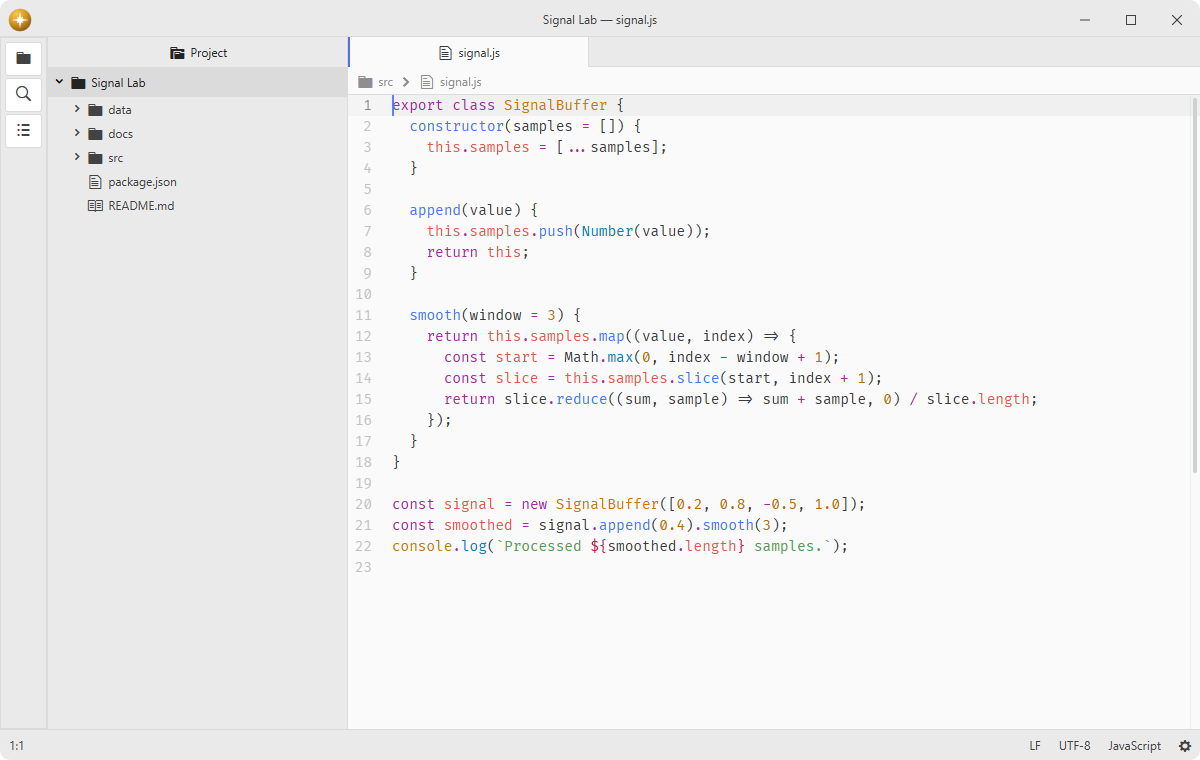 Signal Lab — signal.js
Project
signal.js
Signal Lab
data
docs
src
package.json
README.md
src signal.js
1 export class SignalBuffer {
2   constructor(samples = []) {
3     this.samples = [...samples];
4   }
5
6   append(value) {
7     this.samples.push(Number(value));
8     return this;
9   }
10
11   smooth(window = 3) {
12     return this.samples.map((value, index) => {
13       const start = Math.max(0, index - window + 1);
14       const slice = this.samples.slice(start, index + 1);
15       return slice.reduce((sum, sample) => sum + sample, 0) / slice.length;
16     });
17   }
18 }
19
20 const signal = new SignalBuffer([0.2, 0.8, -0.5, 1.0]);
21 const smoothed = signal.append(0.4).smooth(3);
22 console.log(`Processed ${smoothed.length} samples.`);
23
1:1 LF UTF-8 JavaScript